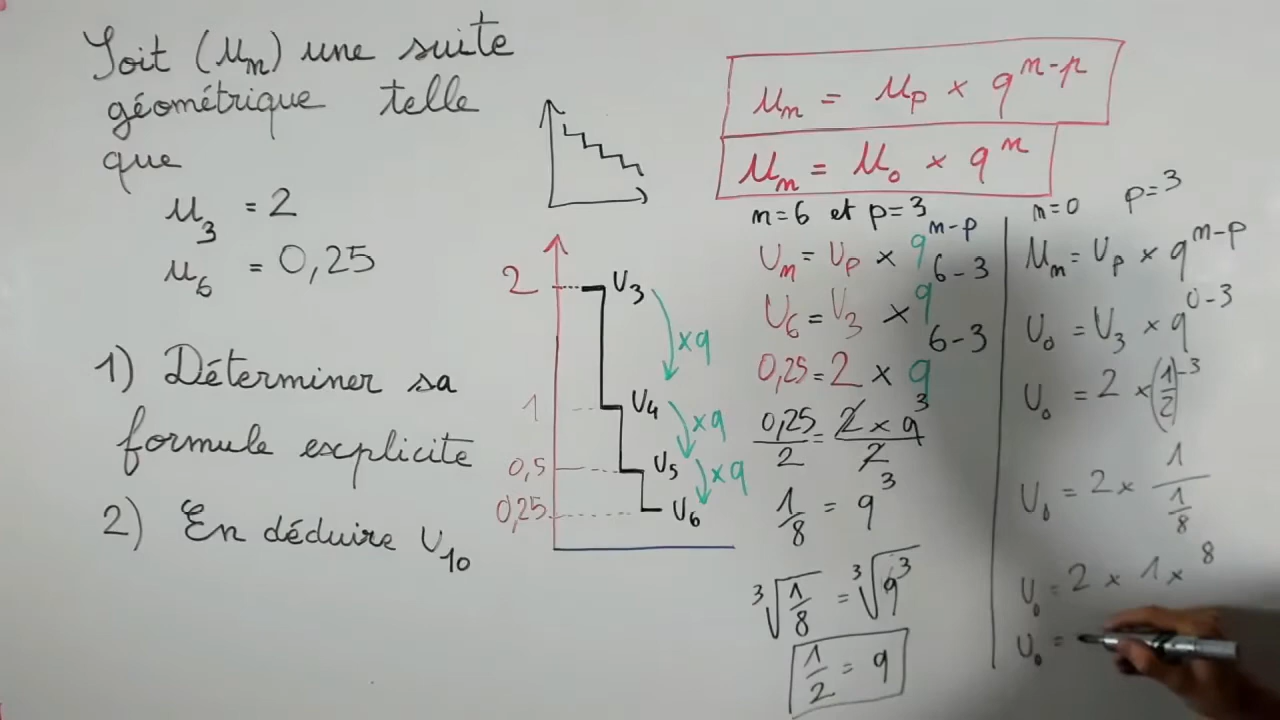 Soit (un) une suite
géométrique telle
que
u3 = 2
u6 = 0,25
1) Déterminer sa
formule explicite
2) En déduire U10
2 U3
×q
1 U4
×q
0,5 U5
×q
0,25 U6
un = up × q^n-p
un = u0 × q^n
n=6 et p=3
Un = Up × q^n-p
U6 = U3 × q^6-3
0,25 = 2 × q^6-3
0,25/2 = 2 × q^3/2
1/8 = q^3
3√1/8 = 3√q^3
1/2 = q
n=0 p=3
un = Up × q^n-p
U0 = U3 × q^0-3
U0 = 2 × (1/2)^-3
U0 = 2 × 1/1/8
U0 = 2 × 1 × 8
U0 =